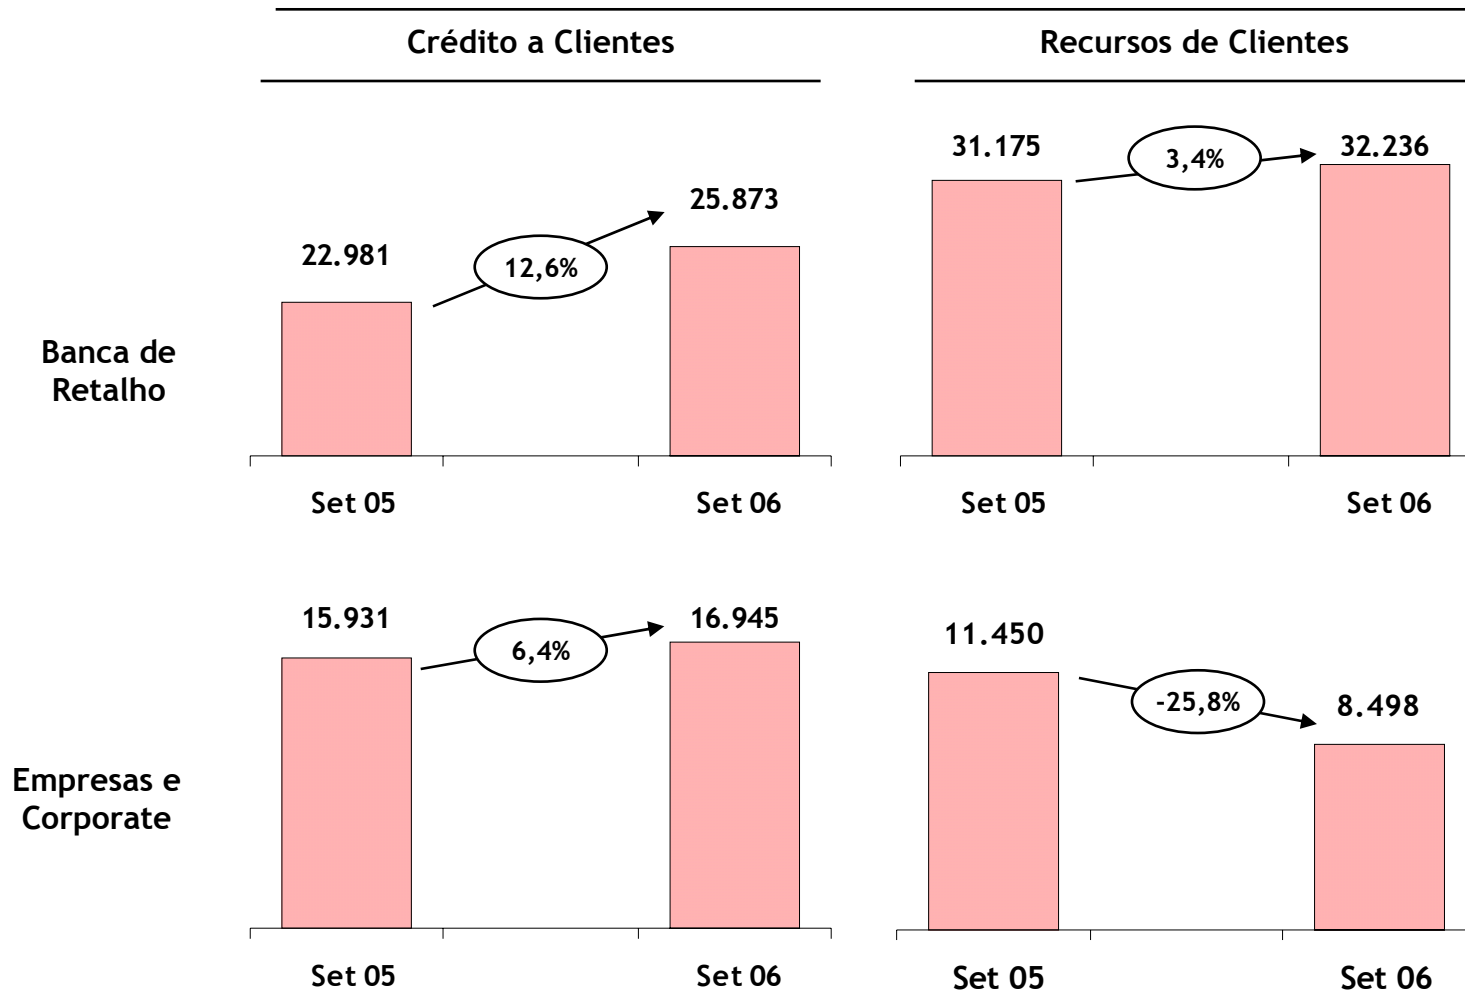 Crédito a Clientes
Recursos de Clientes
31.175
3,4%
32.236
25.873
22.981
12,6%
Banca de
Retalho
Set 05
Set 06
Set 05
Set 06
15.931
6,4%
16.945
11.450
-25,8%
8.498
Empresas e
Corporate
Set 05
Set 06
Set 05
Set 06